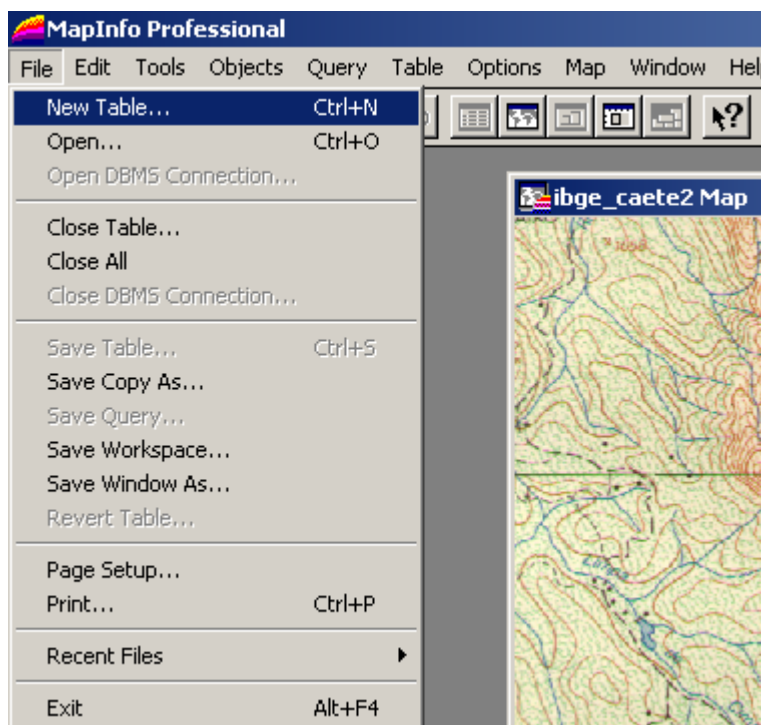 MapInfo Professional
File Edit Tools Objects Query Table Options Map Window Hel
New Table... Ctrl+N
Open... Ctrl+O
Open DBMS Connection...
ibge_caete2 Map
Close Table...
Close All
Close DBMS Connection...
Save Table... Ctrl+S
Save Copy As...
Save Query...
Save Workspace...
Save Window As...
Revert Table...
Page Setup...
Print... Ctrl+P
Recent Files
Exit Alt+F4